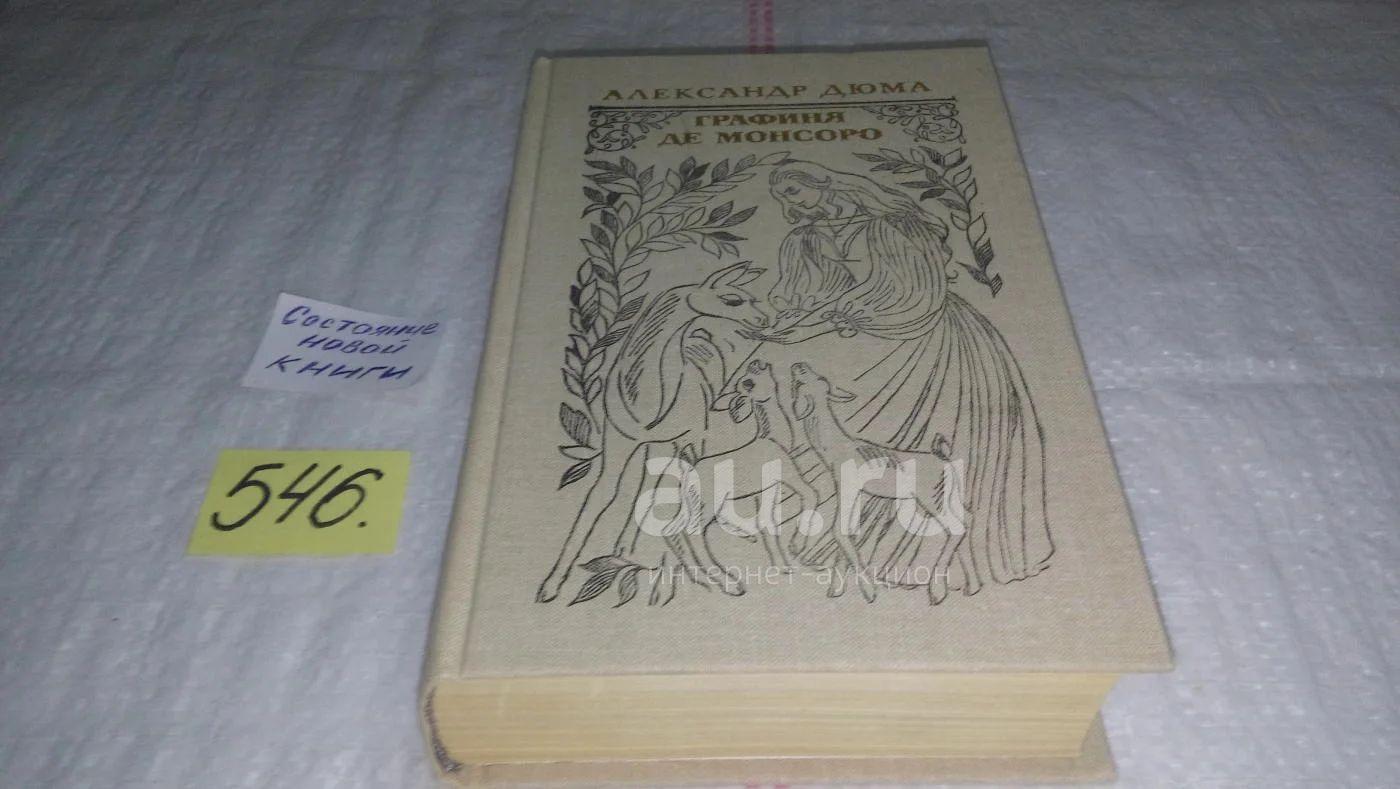 АЛЕКСАНДР ДЮМА
ГРАФИНЯ
ДЕ МОНСОРО
Состояние
новой
книги
546.
au.ru
интернет-аукцион